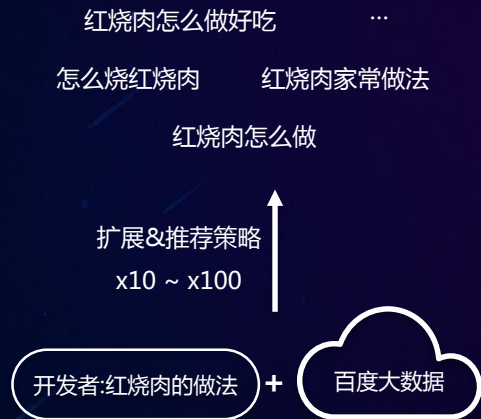 红烧肉怎么做好吃 ...
怎么烧红烧肉 红烧肉家常做法
红烧肉怎么做
扩展&推荐策略
x10 ~ x100
开发者:红烧肉的做法 + 百度大数据